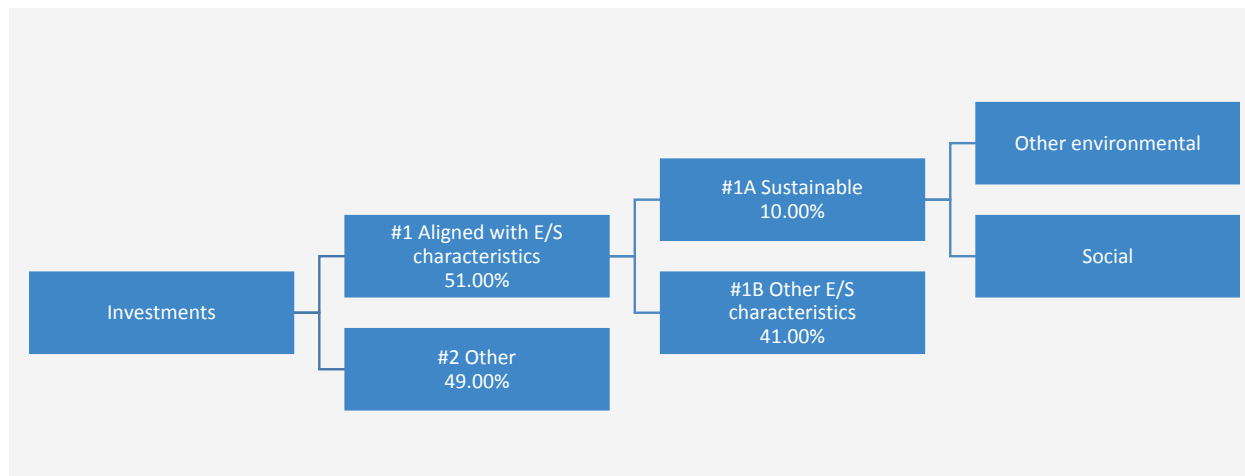 Investments
#1 Aligned with E/S
characteristics
51.00%
#2 Other
49.00%
#1A Sustainable
10.00%
#1B Other E/S
characteristics
41.00%
Other environmental
Social